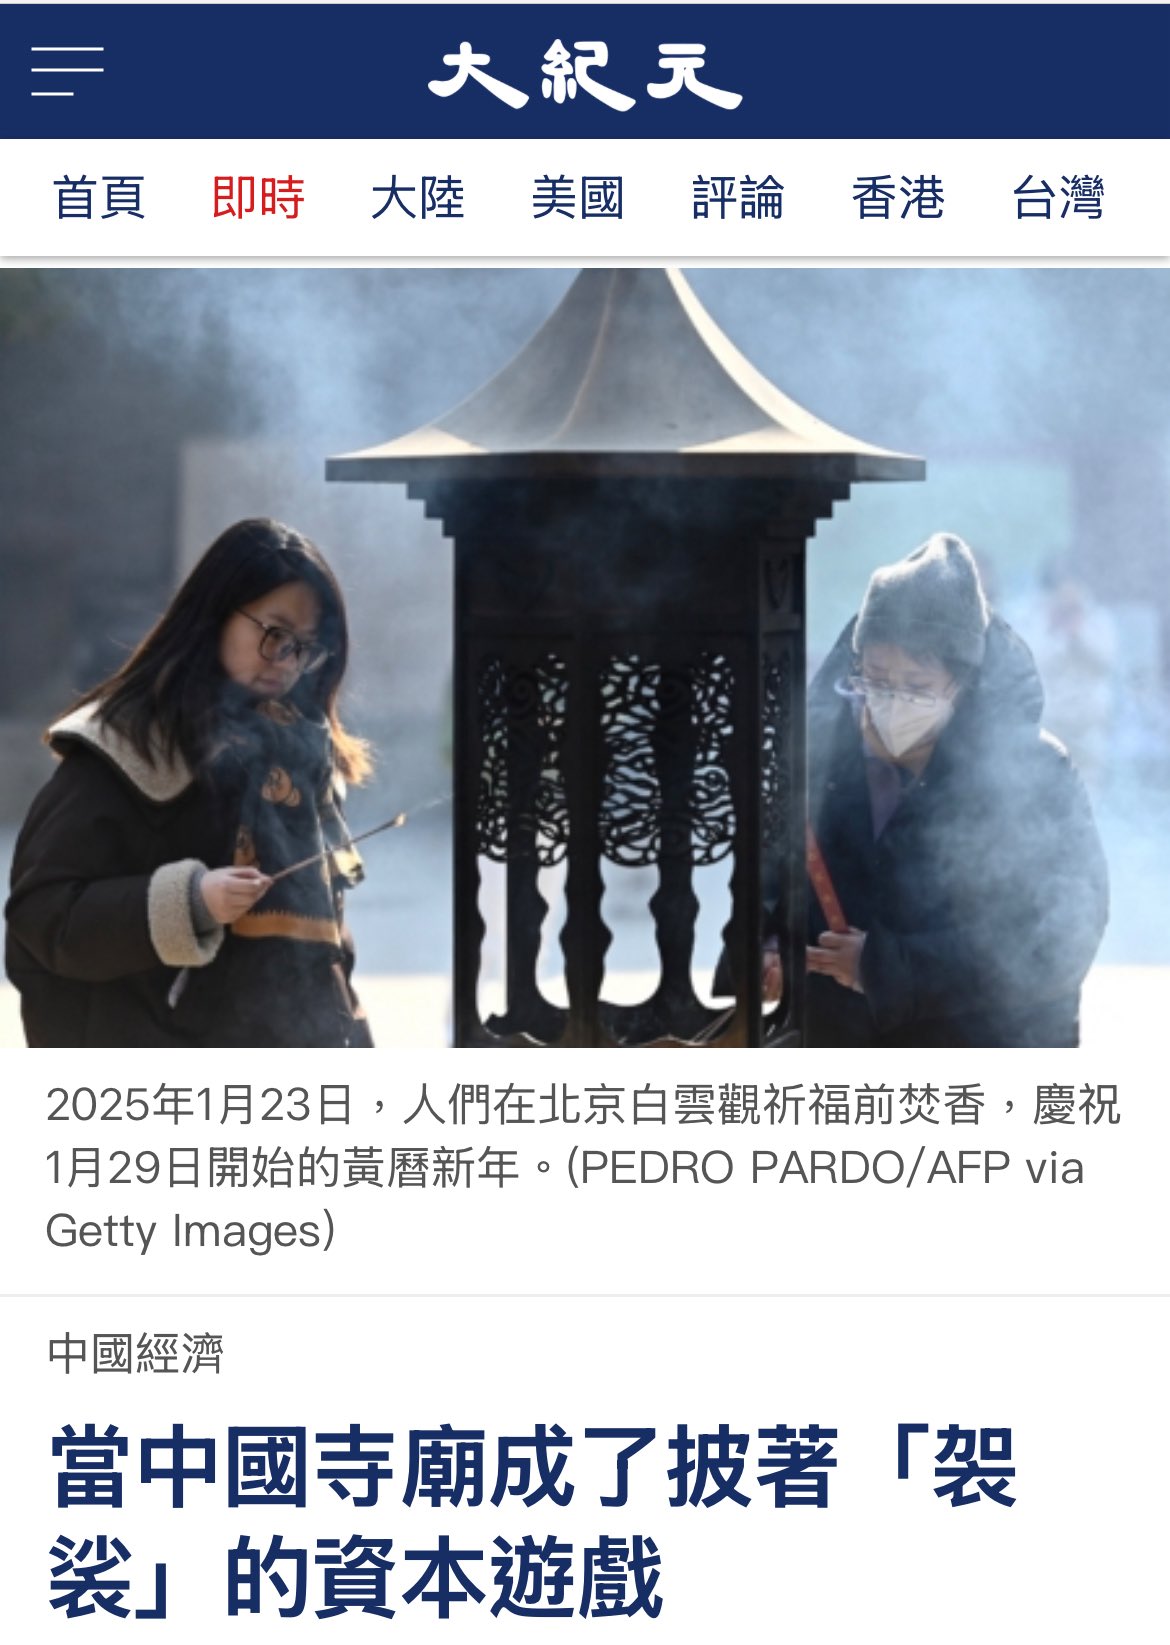 大紀元
首頁 即時 大陸 美國 評論 香港 台灣
2025年1月23日，人們在北京白雲觀祈福前焚香，慶祝
1月29日開始的黃曆新年。(PEDRO PARDO/AFP via
Getty Images)
中國經濟
當中國寺廟成了披著「袈
裟」的資本遊戲